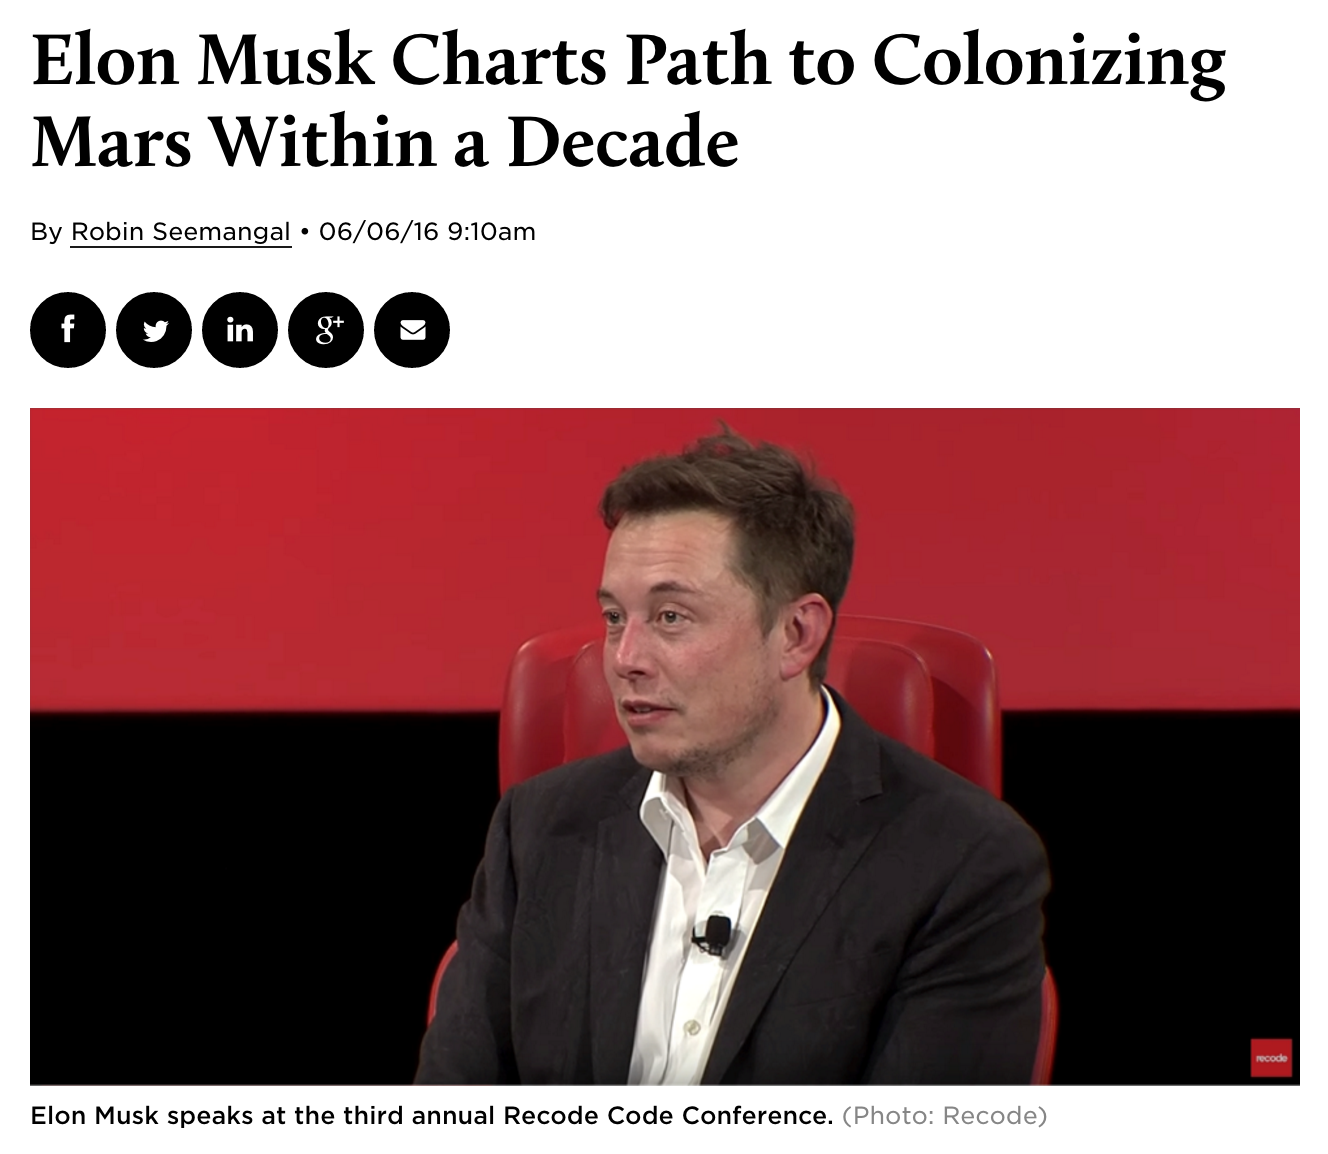 Elon Musk Charts Path to Colonizing
Mars Within a Decade
By Robin Seemangal • 06/06/16 9:10am
f
in
g+
recode
Elon Musk speaks at the third annual Recode Code Conference. (Photo: Recode)